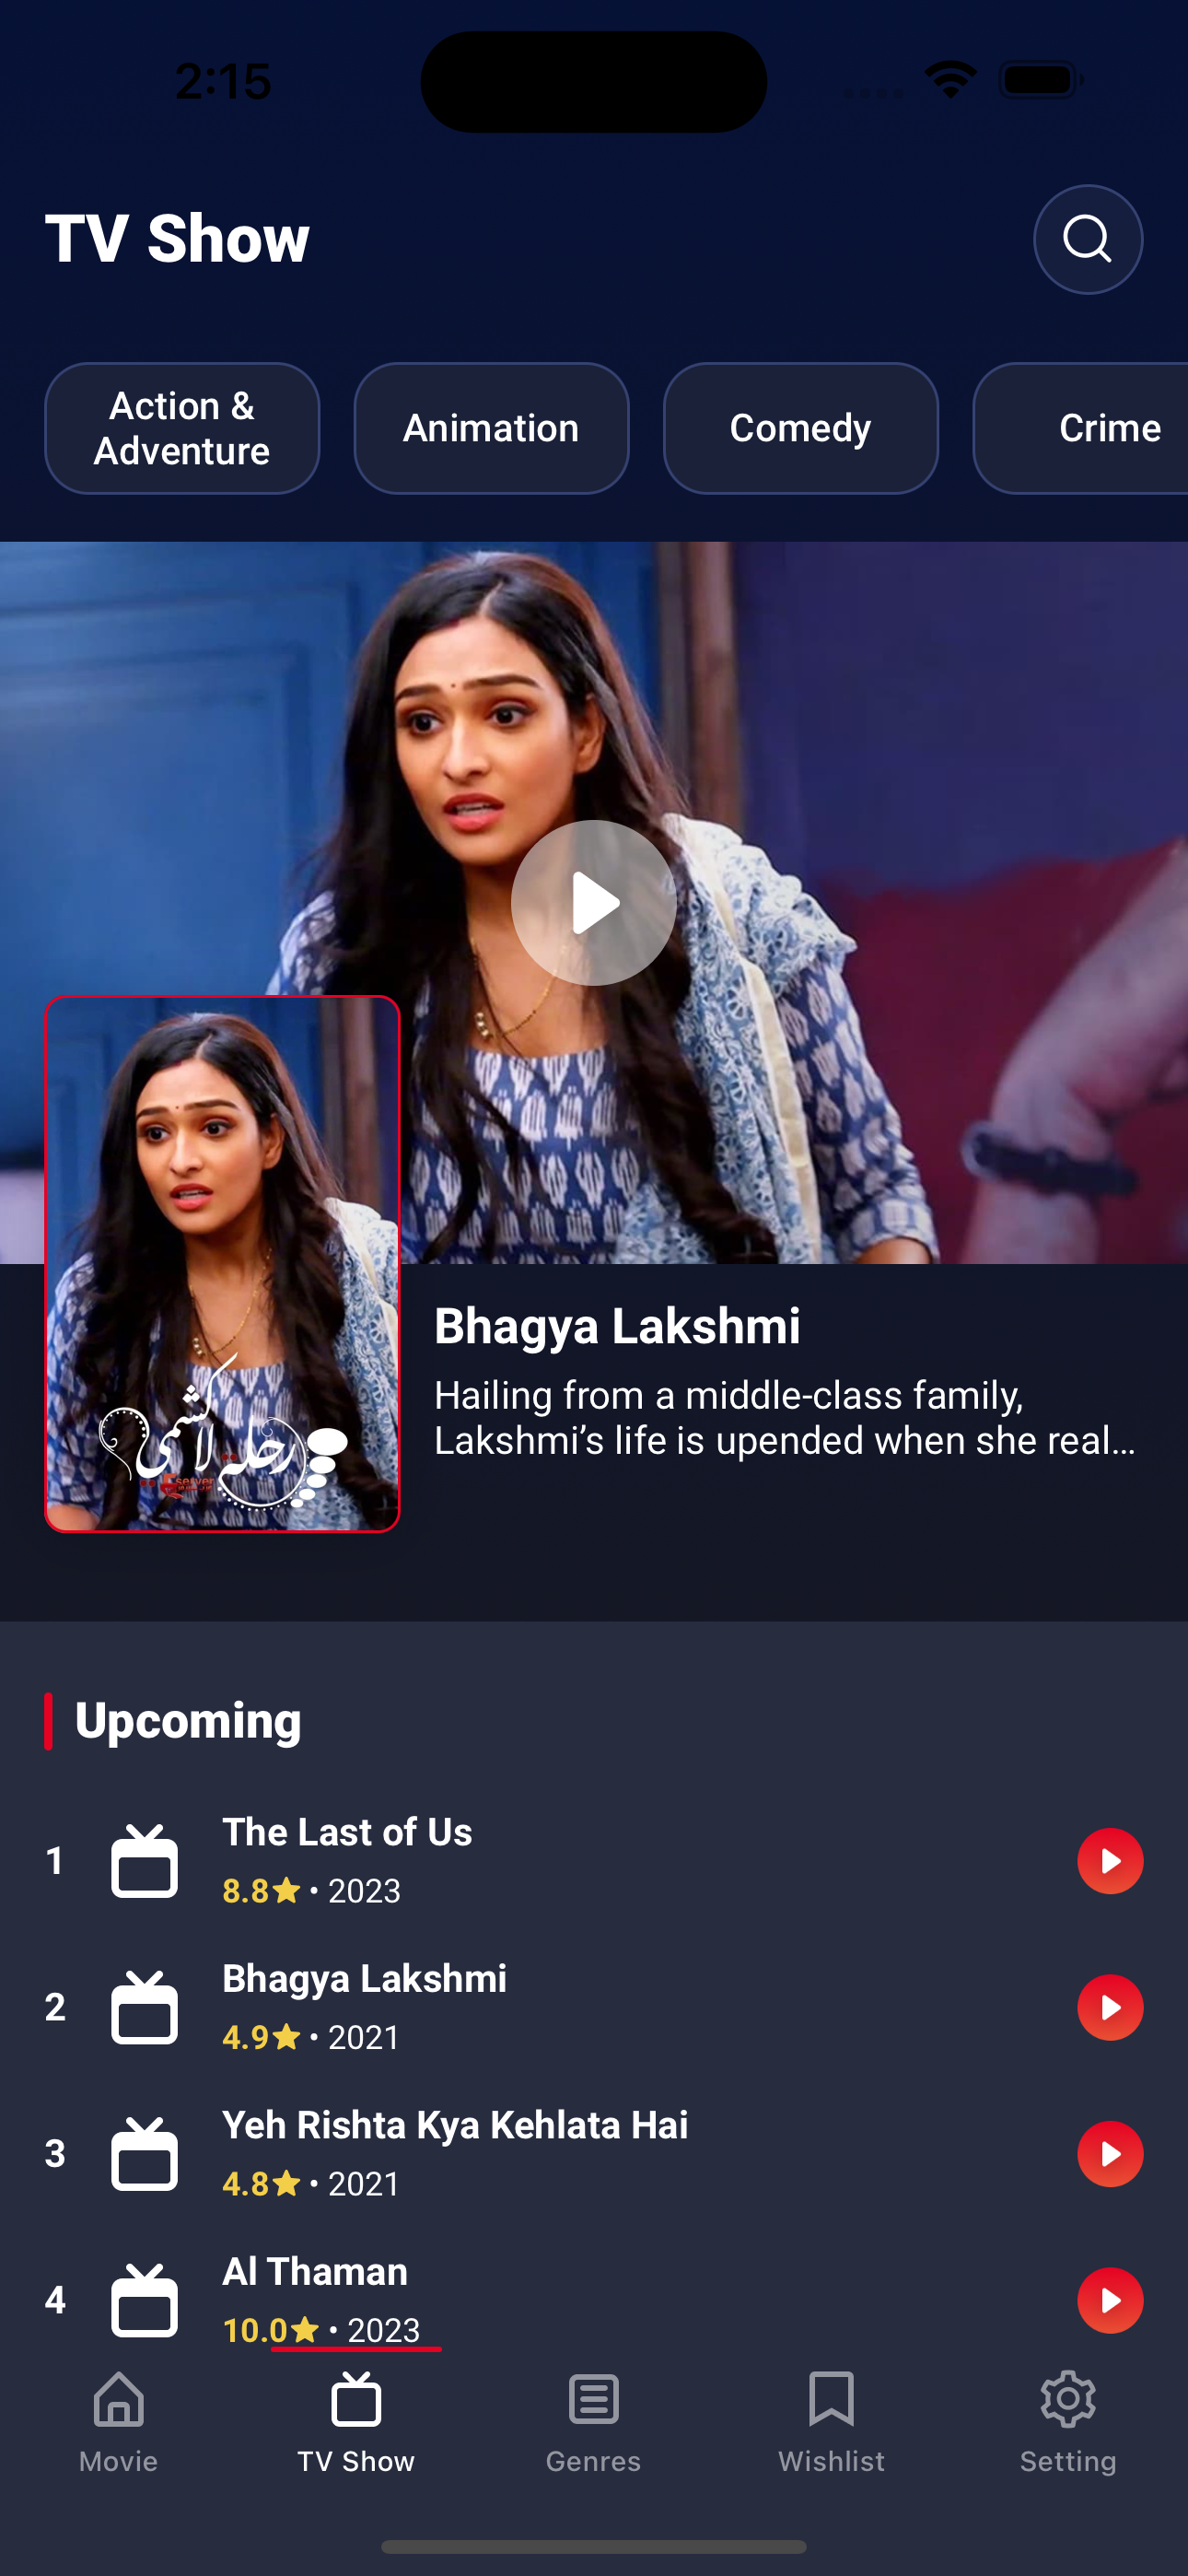 2:15
TV Show
Action &
Adventure
Animation
Comedy
Crime
رحلة لاكشمي
server
Bhagya Lakshmi
Hailing from a middle-class family,
Lakshmi’s life is upended when she real...
Upcoming
1
The Last of Us
8.8★ • 2023
2
Bhagya Lakshmi
4.9★ • 2021
3
Yeh Rishta Kya Kehlata Hai
4.8★ • 2021
4
Al Thaman
10.0★ • 2023
Movie
TV Show
Genres
Wishlist
Setting